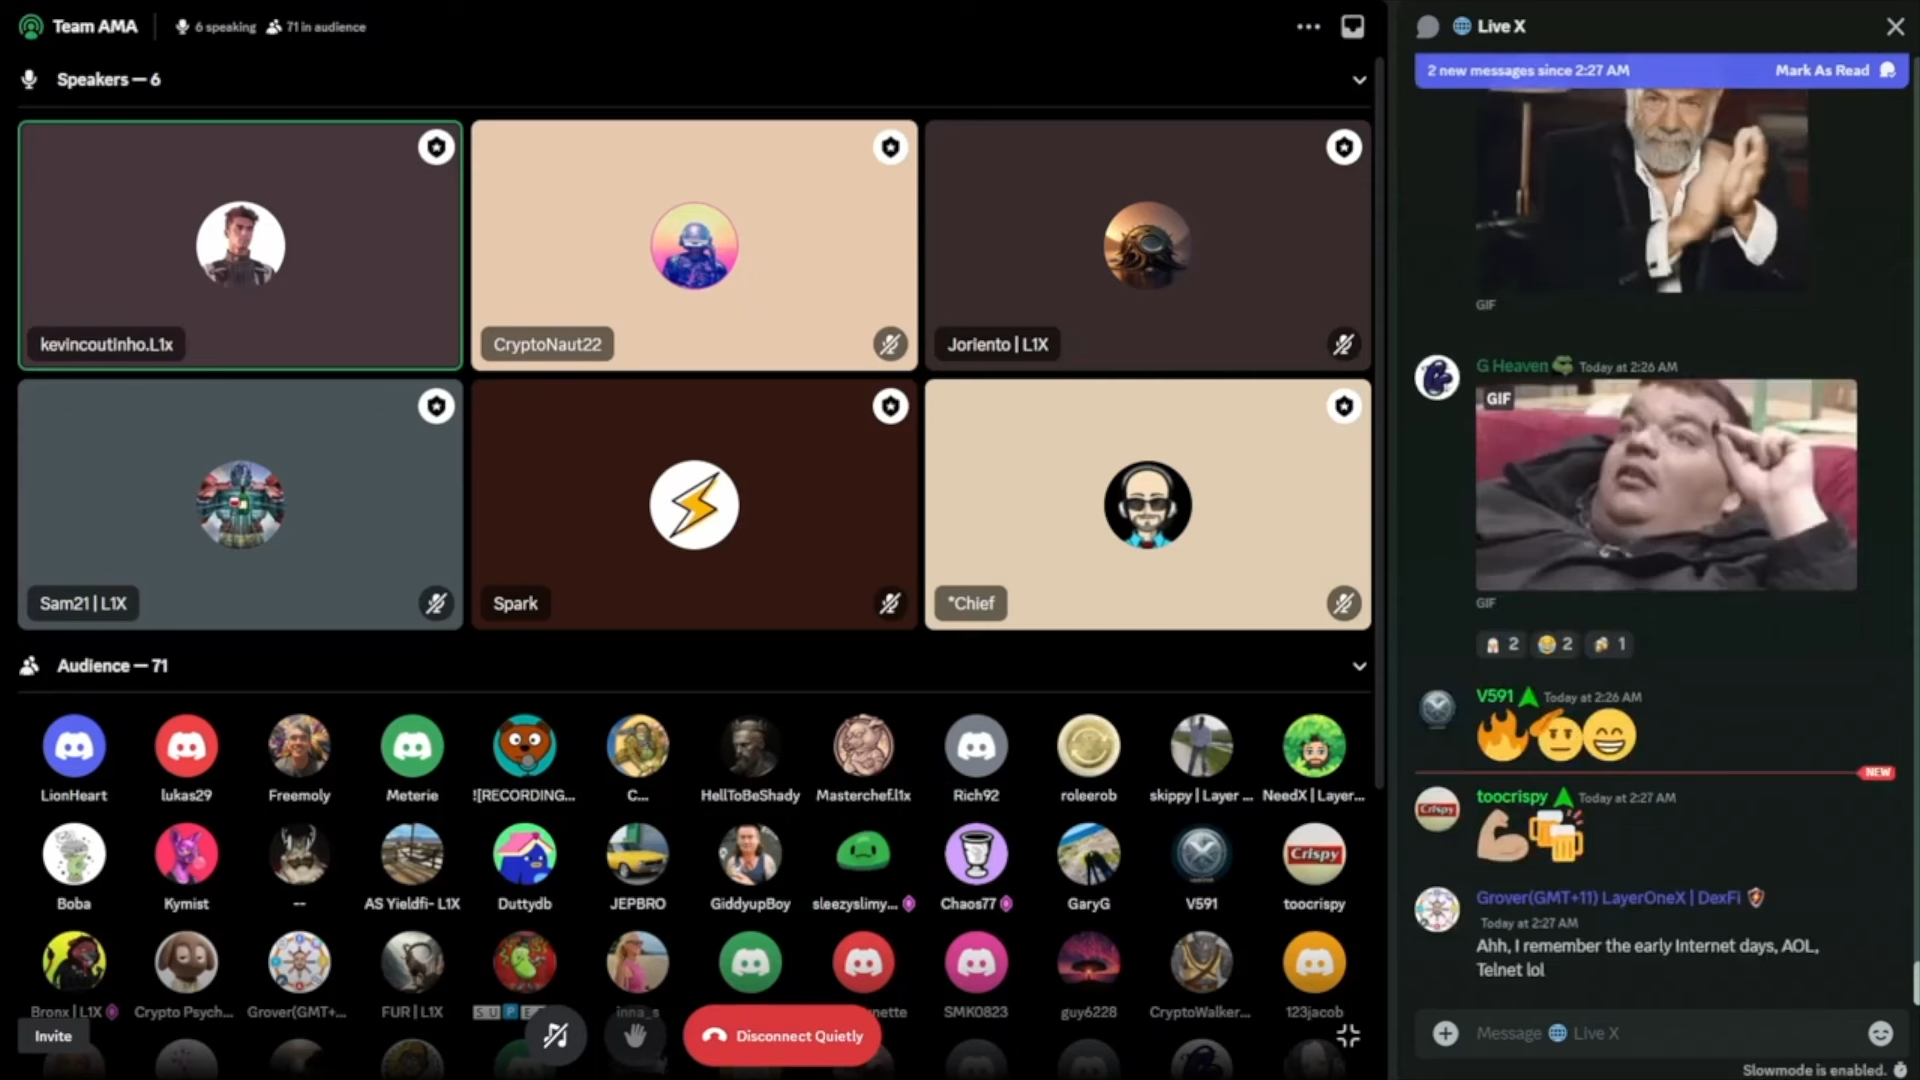 Team AMA
6 speaking
71 in audience
Speakers — 6
kevincoutinho.L1x
CryptoNaut22
Joriento | L1X
Sam21 | L1X
Spark
*Chief
Audience — 71
LionHeart
lukas29
Freemoly
Meterie
![RECORDING...
C...
HellToBeShady
Masterchef.l1x
Rich92
roleerob
skippy | Layer ...
NeedX | Layer...
Boba
Kymist
--
AS Yieldfi- L1X
Duttydb
JEPBRO
GiddyupBoy
sleezyslimy...
Chaos77
GaryG
V591
Crispy
toocrispy
Bronx | L1X
Crypto Psych...
Grover(GMT+...
FUR | L1X
SUPE
inna_s
nette
SMK0823
guy6228
CryptoWalker...
123jacob
Invite
Disconnect Quietly
Live X
2 new messages since 2:27 AM
Mark As Read
GIF
G Heaven
Today at 2:26 AM
GIF
GIF
2
2
1
V591
Today at 2:26 AM
NEW
Crispy
toocrispy
Today at 2:27 AM
Grover(GMT+11) LayerOneX | DexFi
Today at 2:27 AM
Ahh, I remember the early Internet days, AOL,
Telnet lol
Message Live X
Slowmode is enabled.